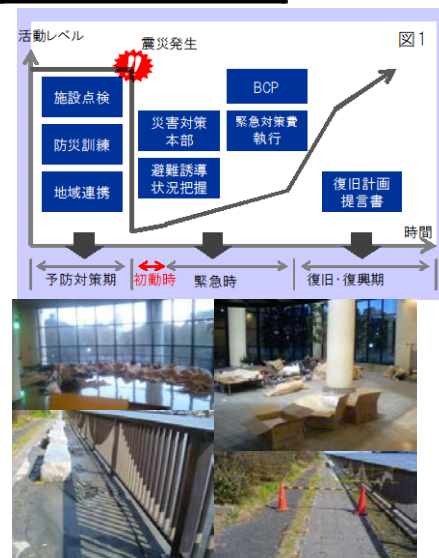 活動レベル
震災発生
図1
施設点検
防災訓練
地域連携
災害対策
本部
避難誘導
状況把握
BCP
緊急対策費
執行
復旧計画
提言書
時間
予防対策期
初動時
緊急時
復旧・復興期